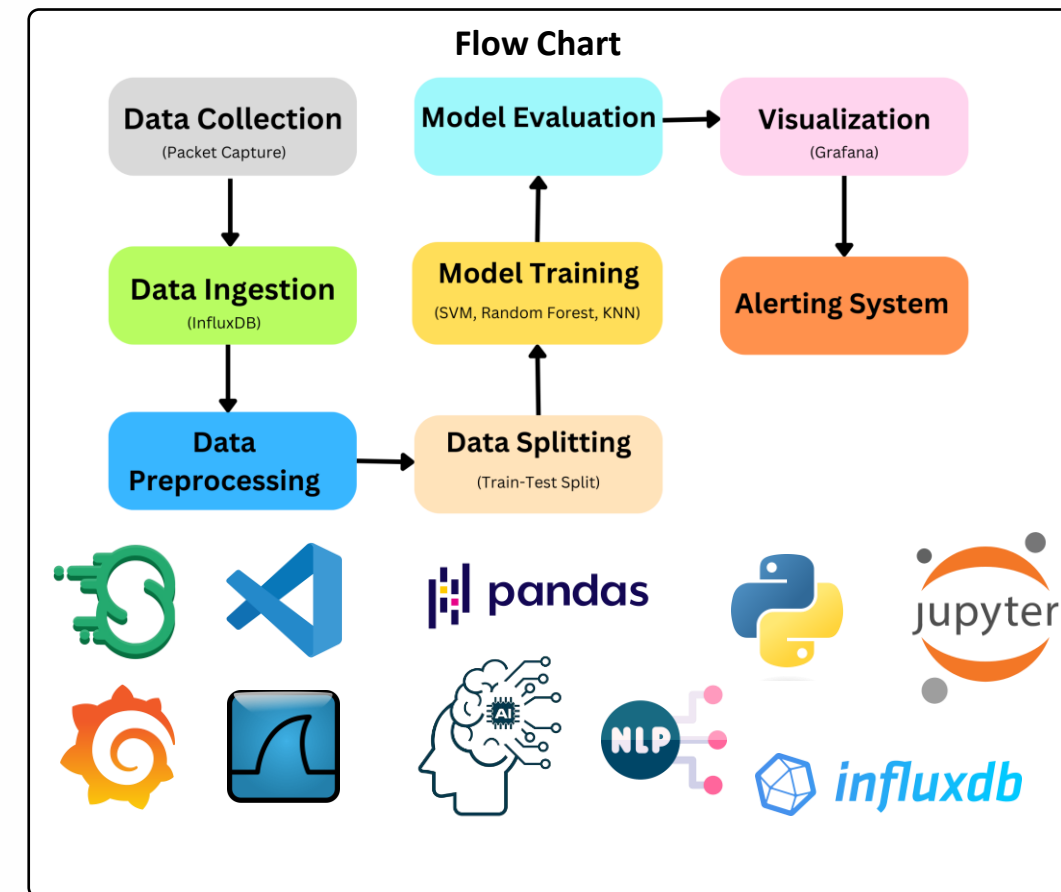 Flow Chart
Data Collection
(Packet Capture)
Model Evaluation
Visualization
(Grafana)
Data Ingestion
(InfluxDB)
Model Training
(SVM, Random Forest, KNN)
Alerting System
Data
Preprocessing
Data Splitting
(Train-Test Split)
pandas
jupyter
AI
NLP
influxdb